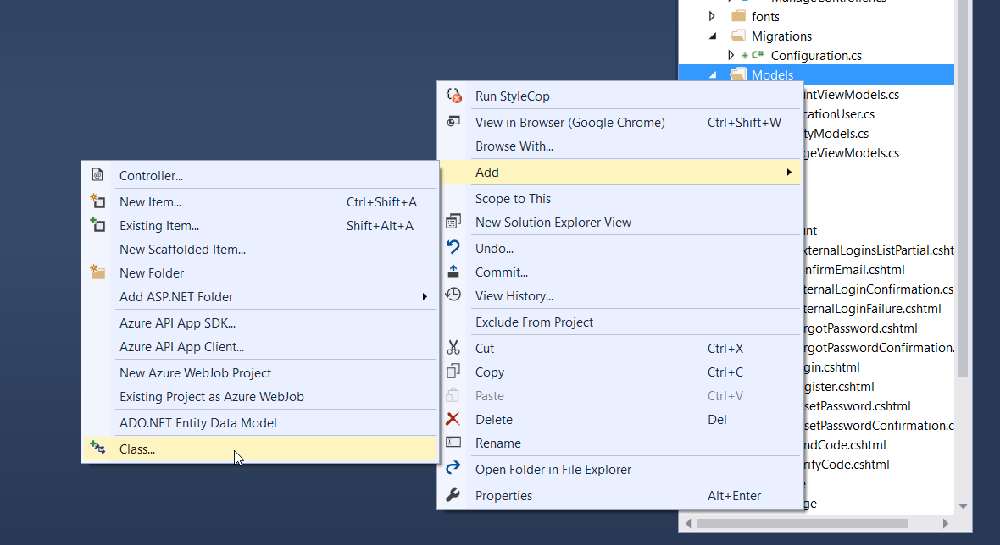 fonts
Migrations
+ C# Configuration.cs
Models
Run StyleCop
View in Browser (Google Chrome) Ctrl+Shift+W
Browse With...
Add
Scope to This
New Solution Explorer View
Undo...
Commit...
View History...
Exclude From Project
Cut Ctrl+X
Copy Ctrl+C
Paste Ctrl+V
Delete Del
Rename
Open Folder in File Explorer
Properties Alt+Enter
Controller...
New Item... Ctrl+Shift+A
Existing Item... Shift+Alt+A
New Scaffolded Item...
New Folder
Add ASP.NET Folder
Azure API App SDK...
Azure API App Client...
New Azure WebJob Project
Existing Project as Azure WebJob
ADO.NET Entity Data Model
Class...
ntViewModels.cs
cationUser.cs
tyModels.cs
geViewModels.cs
nt
xternalLoginsListPartial.csht
nfirmEmail.cshtml
ternalLoginConfirmation.cs
ternalLoginFailure.cshtml
rgotPassword.cshtml
rgotPasswordConfirmation.
gin.cshtml
gister.cshtml
setPassword.cshtml
setPasswordConfirmation.c
ndCode.cshtml
rifyCode.cshtml
ge